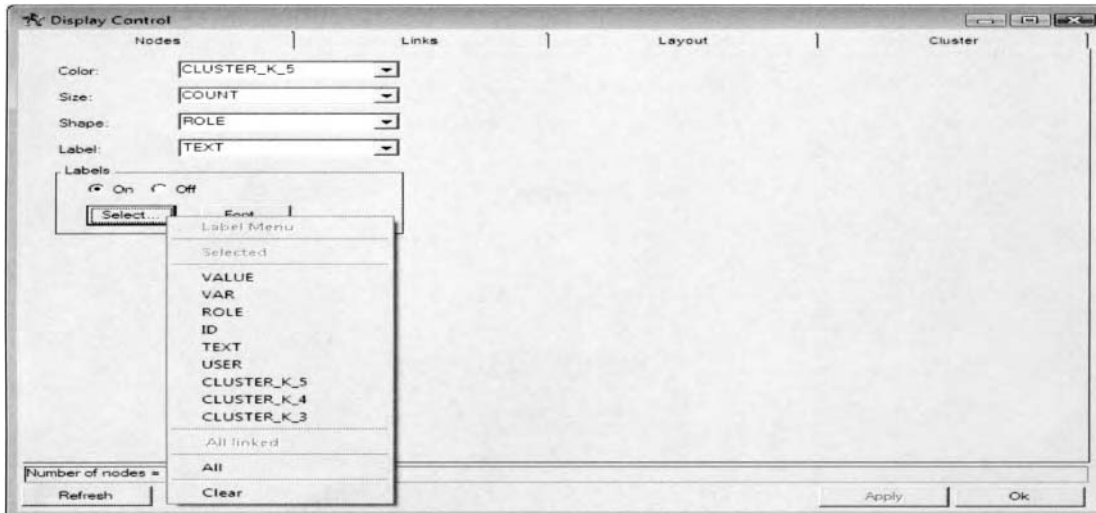 Display Control
Nodes Links Layout Cluster
Color: CLUSTER_K_5
Size: COUNT
Shape: ROLE
Label: TEXT
Labels
On Off
Select... Font
Label Menu
Selected
VALUE
VAR
ROLE
ID
TEXT
USER
CLUSTER_K_5
CLUSTER_K_4
CLUSTER_K_3
All linked
All
Clear
Number of nodes =
Refresh Apply Ok